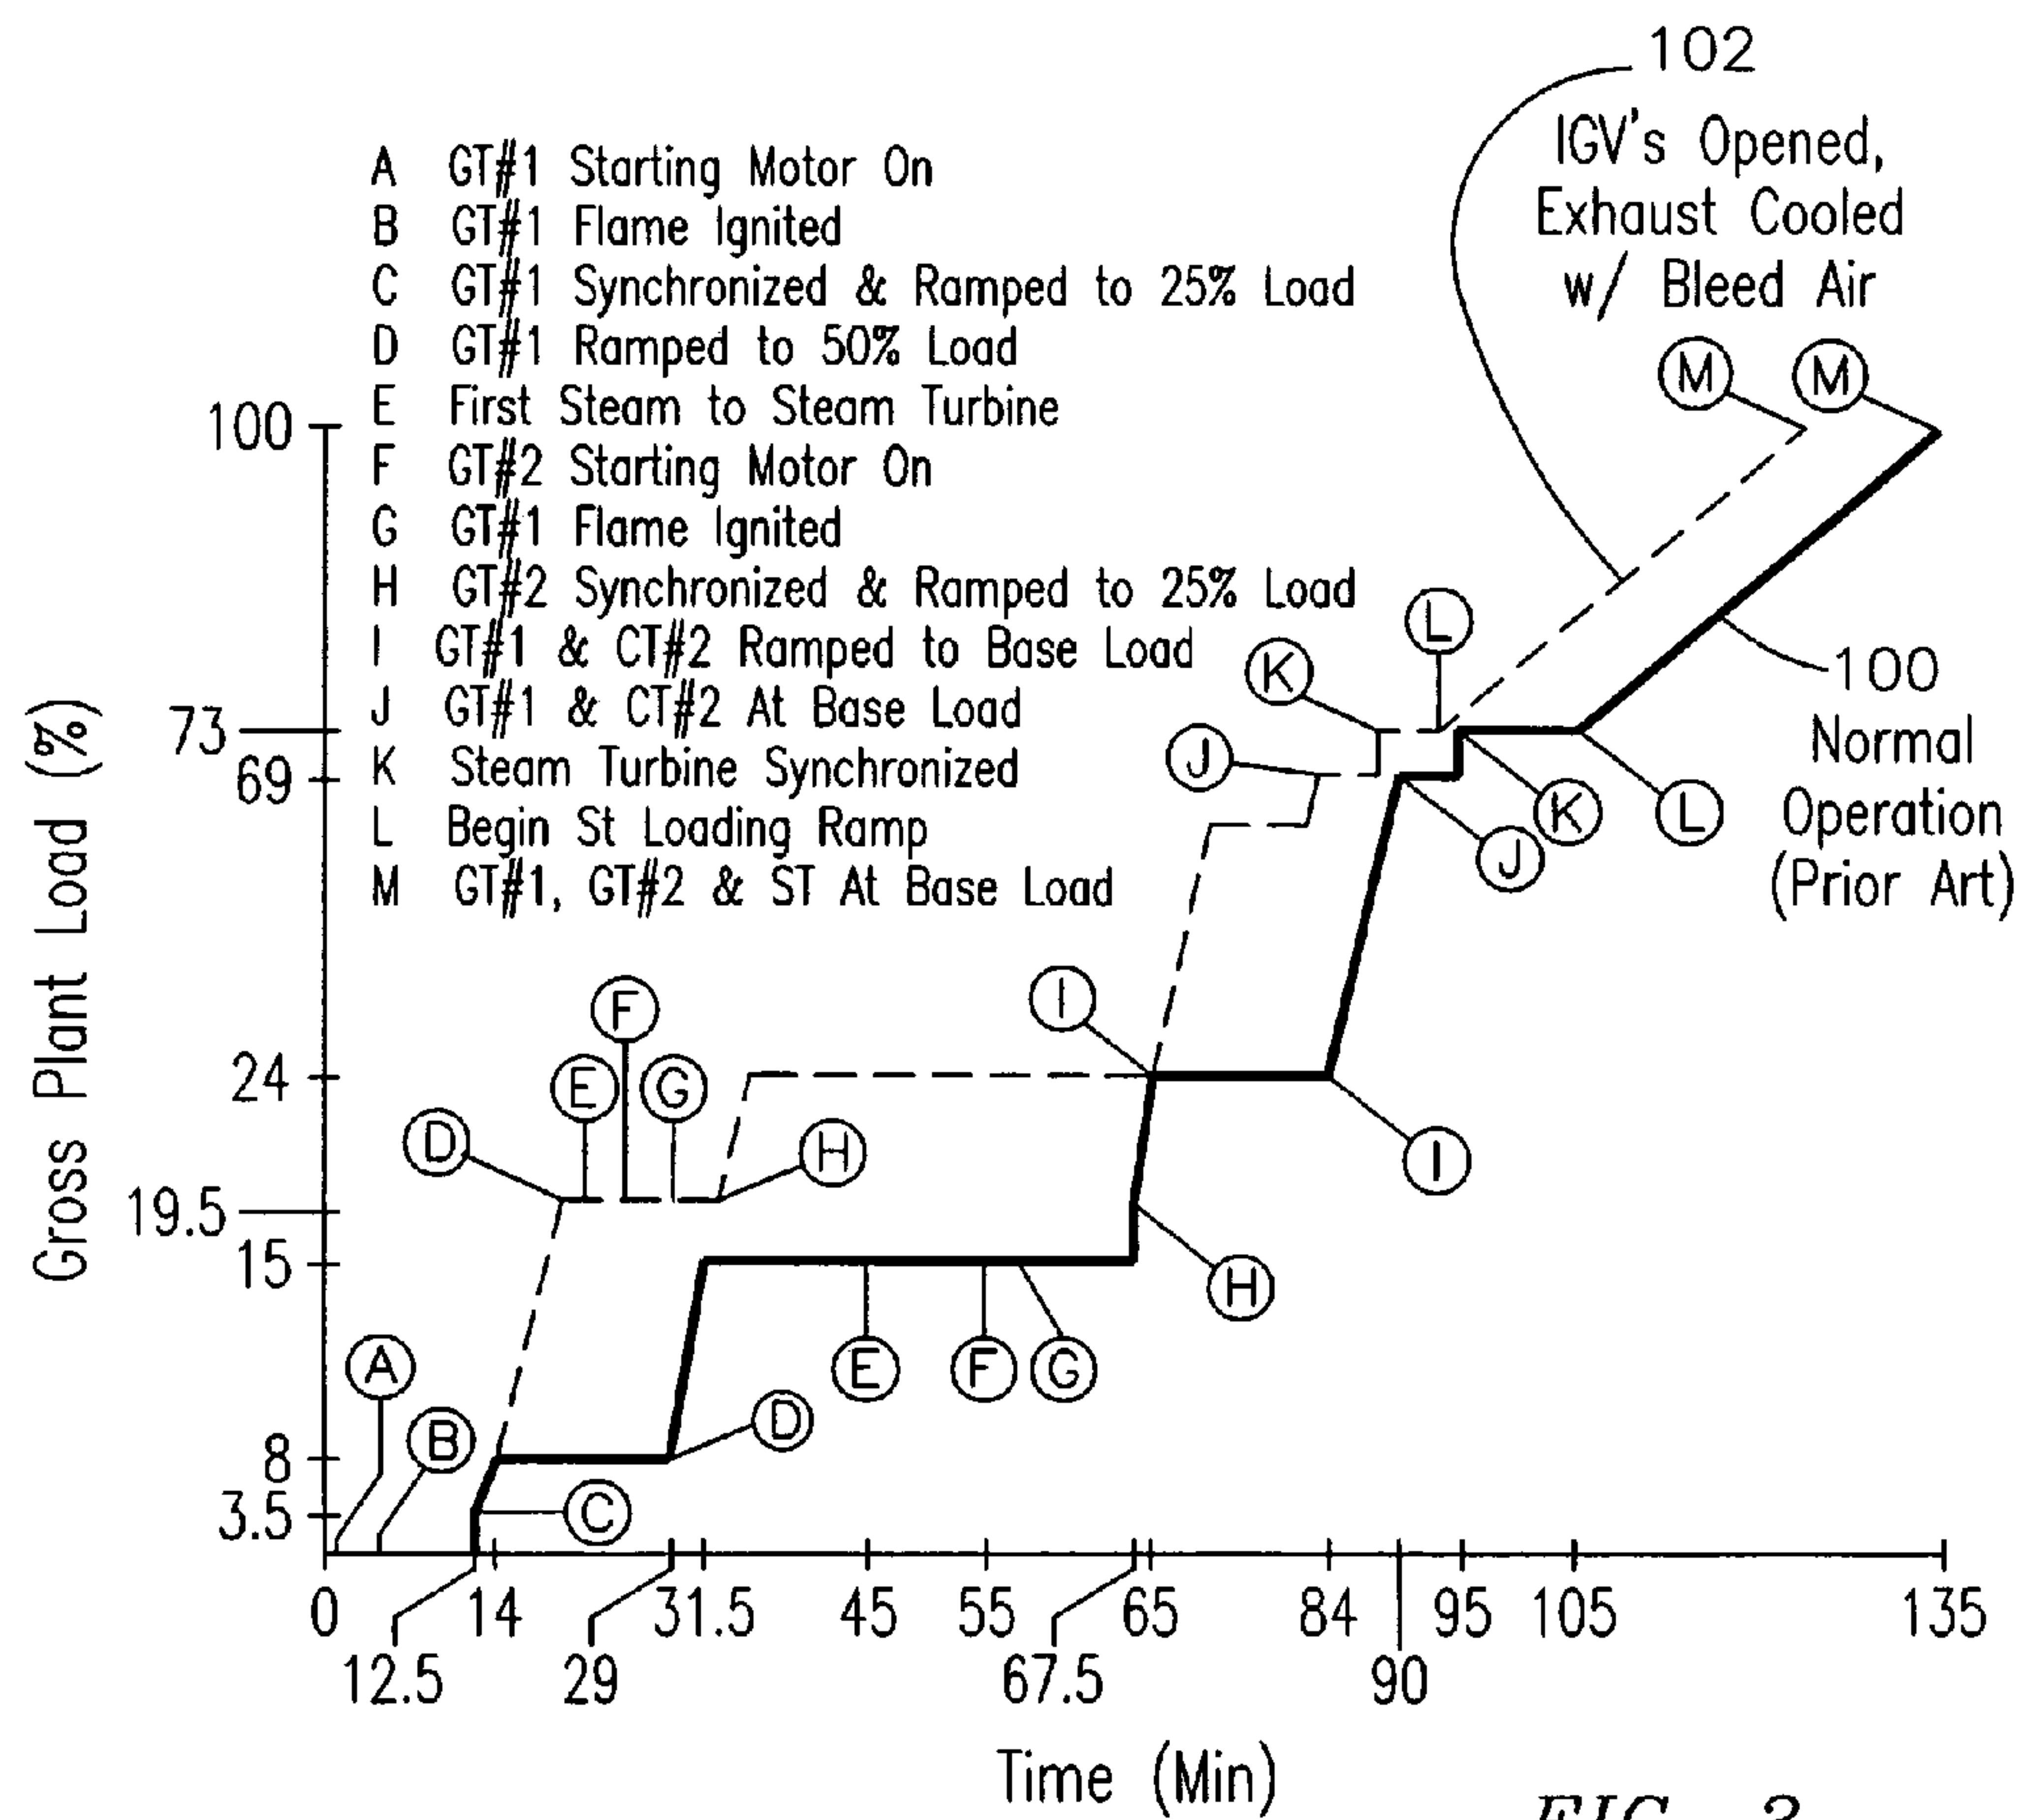 102
IGV's Opened,
Exhaust Cooled
w/ Bleed Air
A GT#1 Starting Motor On
B GT#1 Flame Ignited
C GT#1 Synchronized & Ramped to 25% Load
D GT#1 Ramped to 50% Load
E First Steam to Steam Turbine
F GT#2 Starting Motor On
G GT#1 Flame Ignited
H GT#2 Synchronized & Ramped to 25% Load
I GT#1 & CT#2 Ramped to Base Load
J GT#1 & CT#2 At Base Load
K Steam Turbine Synchronized
L Begin St Loading Ramp
M GT#1, GT#2 & ST At Base Load
M M
L
K
J
100
Normal
Operation
(Prior Art)
K L
J
I
F
E G
D H
I
H
A
E F G
B
D
C
Gross Plant Load (%)
100
73
69
24
19.5
15
8
3.5
0 14 31.5 45 55 65 84 95 105 135
12.5 29 67.5 90
Time (Min)